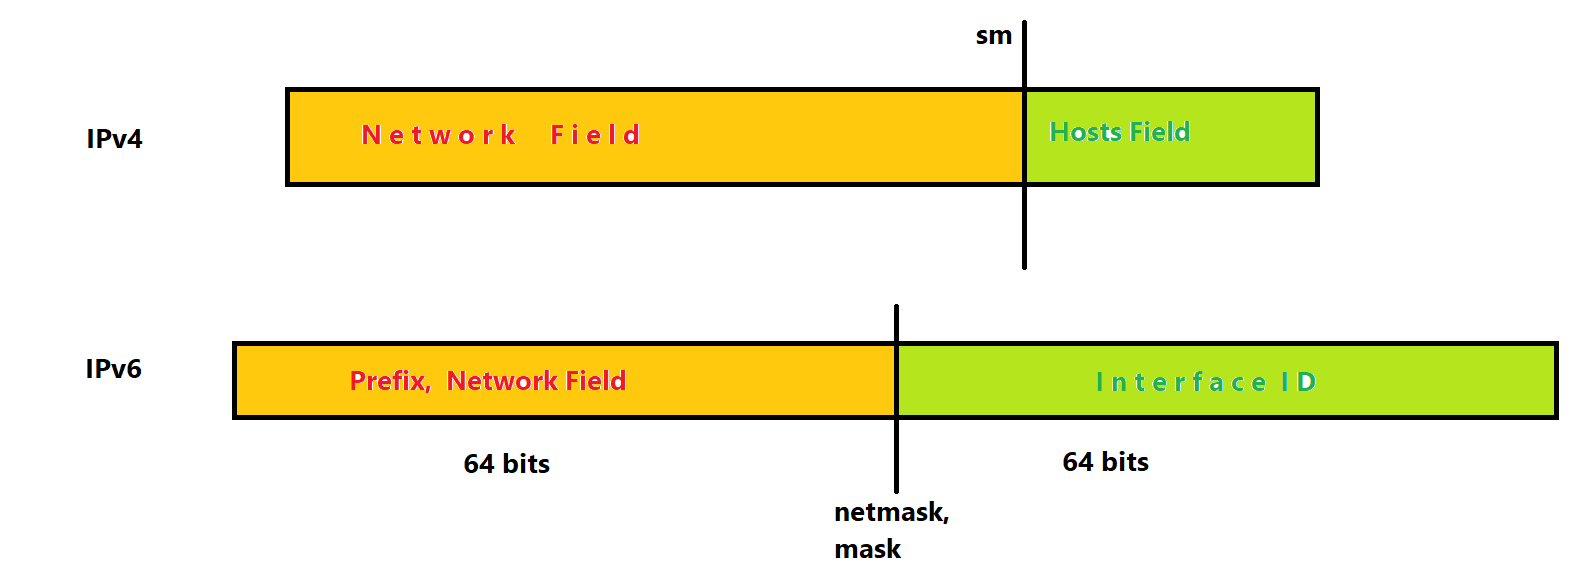 sm
IPv4
Network Field
Hosts Field
IPv6
Prefix, Network Field
Interface ID
64 bits
64 bits
netmask,
mask